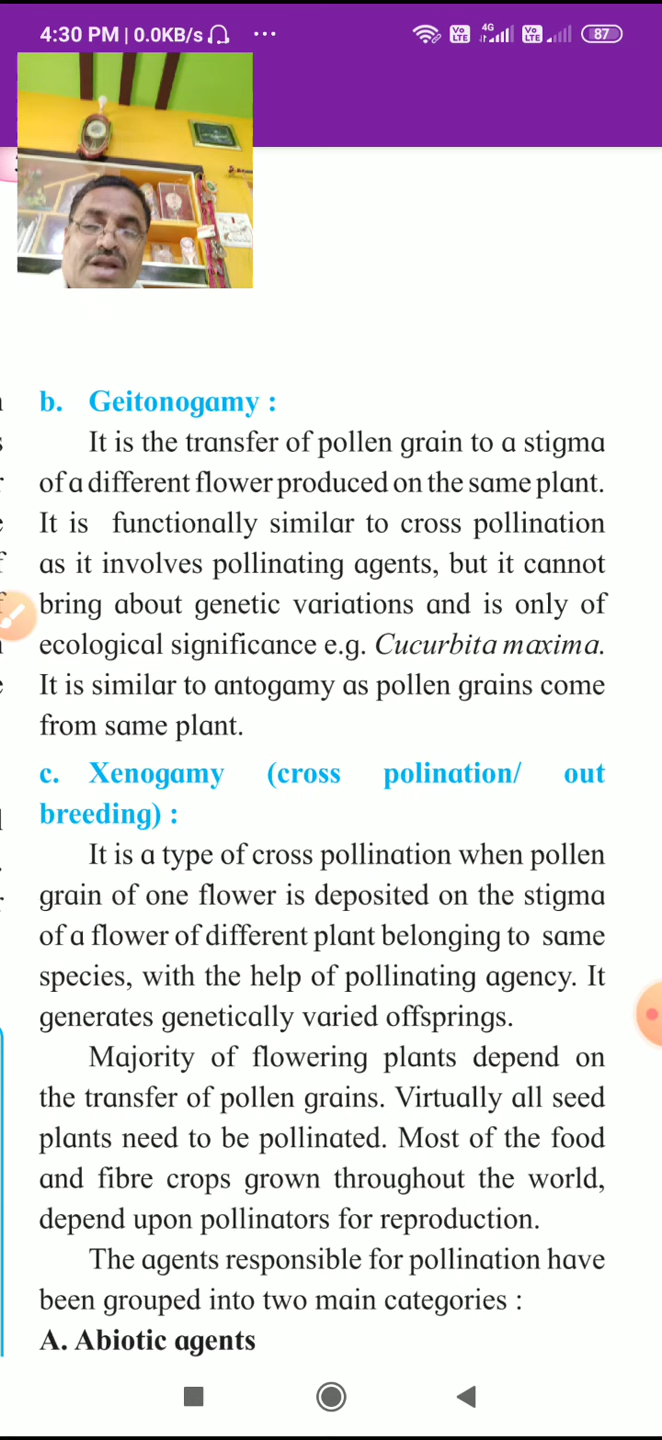 4:30 PM | 0.0KB/s ...
Vo LTE 4G Vo LTE 87
b. Geitonogamy :
It is the transfer of pollen grain to a stigma
of a different flower produced on the same plant.
It is functionally similar to cross pollination
as it involves pollinating agents, but it cannot
bring about genetic variations and is only of
ecological significance e.g. Cucurbita maxima.
It is similar to antogamy as pollen grains come
from same plant.
c. Xenogamy (cross polination/ out
breeding) :
It is a type of cross pollination when pollen
grain of one flower is deposited on the stigma
of a flower of different plant belonging to same
species, with the help of pollinating agency. It
generates genetically varied offsprings.
Majority of flowering plants depend on
the transfer of pollen grains. Virtually all seed
plants need to be pollinated. Most of the food
and fibre crops grown throughout the world,
depend upon pollinators for reproduction.
The agents responsible for pollination have
been grouped into two main categories :
A. Abiotic agents